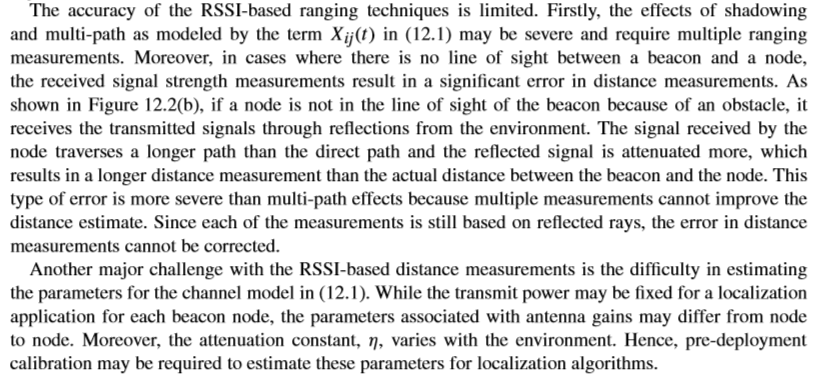 The accuracy of the RSSI-based ranging techniques is limited. Firstly, the effects of shadowing
and multi-path as modeled by the term Xij(t) in (12.1) may be severe and require multiple ranging
measurements. Moreover, in cases where there is no line of sight between a beacon and a node,
the received signal strength measurements result in a significant error in distance measurements. As
shown in Figure 12.2(b), if a node is not in the line of sight of the beacon because of an obstacle, it
receives the transmitted signals through reflections from the environment. The signal received by the
node traverses a longer path than the direct path and the reflected signal is attenuated more, which
results in a longer distance measurement than the actual distance between the beacon and the node. This
type of error is more severe than multi-path effects because multiple measurements cannot improve the
distance estimate. Since each of the measurements is still based on reflected rays, the error in distance
measurements cannot be corrected.
Another major challenge with the RSSI-based distance measurements is the difficulty in estimating
the parameters for the channel model in (12.1). While the transmit power may be fixed for a localization
application for each beacon node, the parameters associated with antenna gains may differ from node
to node. Moreover, the attenuation constant, η, varies with the environment. Hence, pre-deployment
calibration may be required to estimate these parameters for localization algorithms.